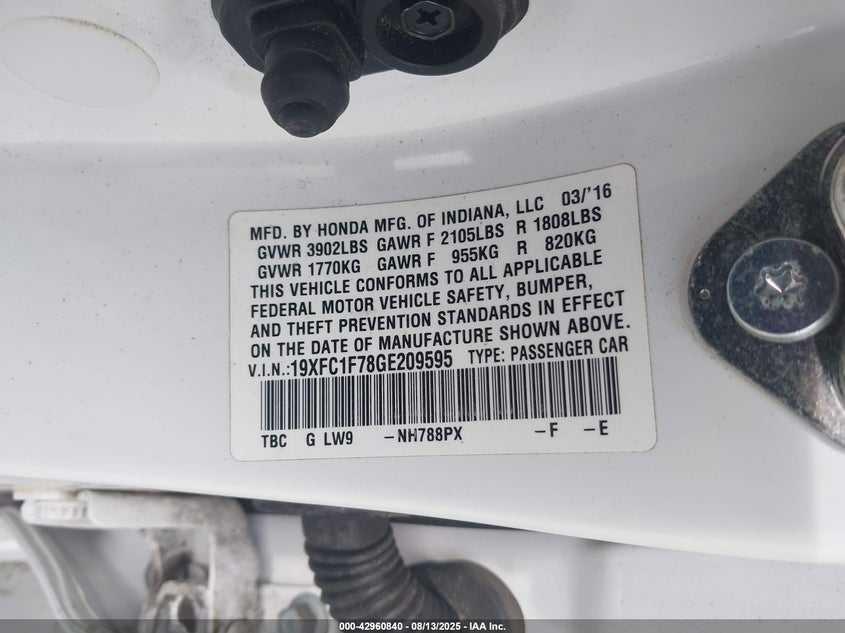 MFD. BY HONDA MFG. OF INDIANA, LLC 03/'16
GVWR 3902LBS GAWR F 2105LBS R 1808LBS
GVWR 1770KG GAWR F 955KG R 820KG
THIS VEHICLE CONFORMS TO ALL APPLICABLE
FEDERAL MOTOR VEHICLE SAFETY, BUMPER,
AND THEFT PREVENTION STANDARDS IN EFFECT
ON THE DATE OF MANUFACTURE SHOWN ABOVE.
V.I.N.:19XFC1F78GE209595 TYPE: PASSENGER CAR
TBC G LW9 -NH788PX -F -E
000-42960840 - 08/13/2025 - IAA Inc.